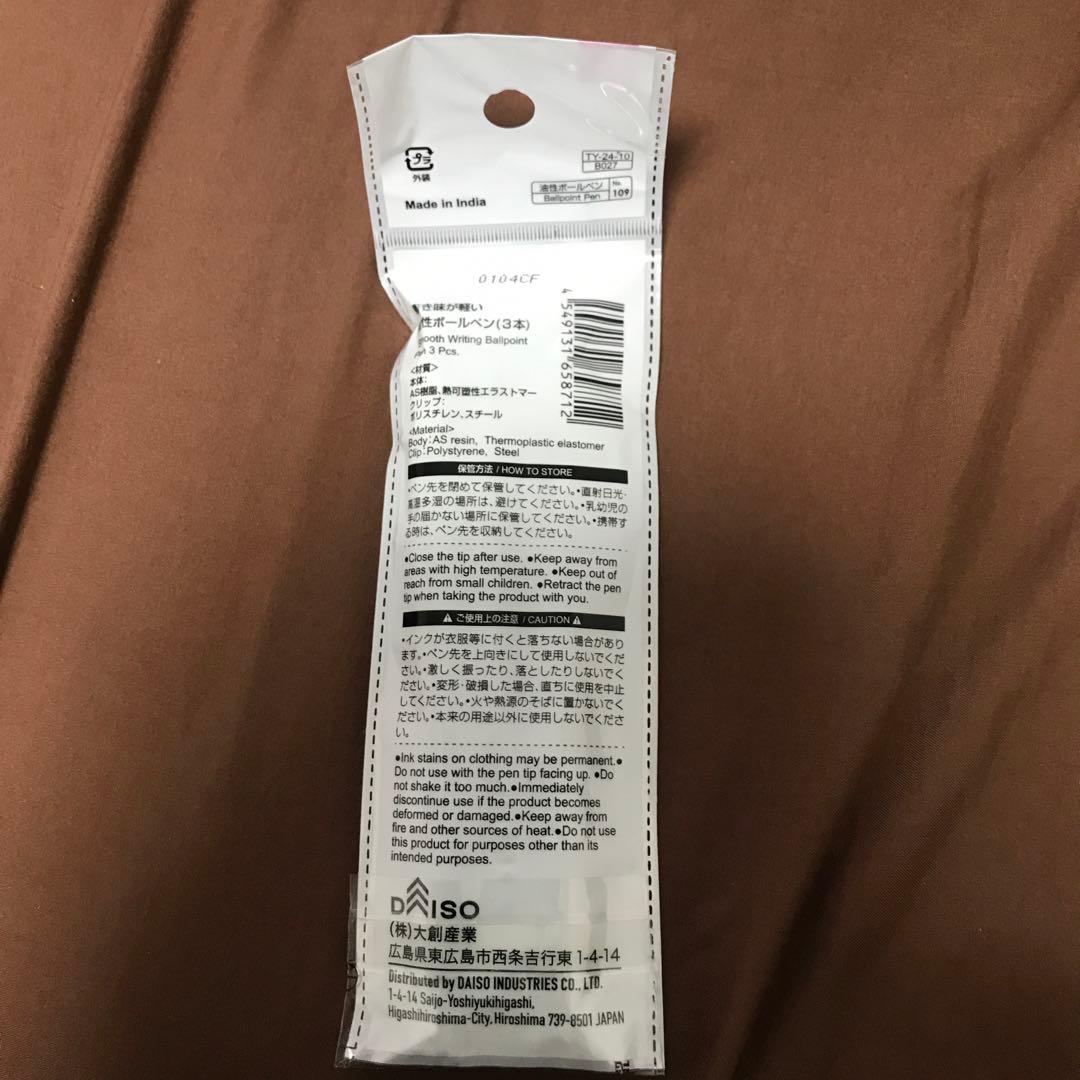 プラ
外装
TY-24-10
B027
油性ボールペン No.
Ballpoint Pen 109
Made in India
0104CF
き味が軽い
性ボールペン(3本)
ooth Writing Ballpoint
3 Pcs.
4 549131 658712
<材質>
本体:
AS樹脂、熱可塑性エラストマー
クリップ:
ポリスチレン、スチール
<Material>
Body:AS resin, Thermoplastic elastomer
Clip:Polystyrene, Steel
保管方法 / HOW TO STORE
・ペン先を閉めて保管してください。・直射日光・
高温多湿の場所は、避けてください。・乳幼児の
手の届かない場所に保管してください。・携帯す
る時は、ペン先を収納してください。
●Close the tip after use. ●Keep away from
areas with high temperature. ●Keep out of
reach from small children. ●Retract the pen
tip when taking the product with you.
⚠ ご使用上の注意 / CAUTION ⚠
・インクが衣服等に付くと落ちない場合があり
ます。・ペン先を上向きにして使用しないでくだ
さい。・激しく振ったり、落としたりしないでく
ださい。・変形・破損した場合、直ちに使用を中止
してください。・火や熱源のそばに置かないでく
ださい。・本来の用途以外に使用しないでくださ
い。
●Ink stains on clothing may be permanent.●
Do not use with the pen tip facing up. ●Do
not shake it too much.●Immediately
discontinue use if the product becomes
deformed or damaged.●Keep away from
fire and other sources of heat.●Do not use
this product for purposes other than its
intended purposes.
DAISO
(株)大創産業
広島県東広島市西条吉行東1-4-14
Distributed by DAISO INDUSTRIES CO., LTD.
1-4-14 Saijo-Yoshiyukihigashi,
Higashihiroshima-City, Hiroshima 739-8501 JAPAN